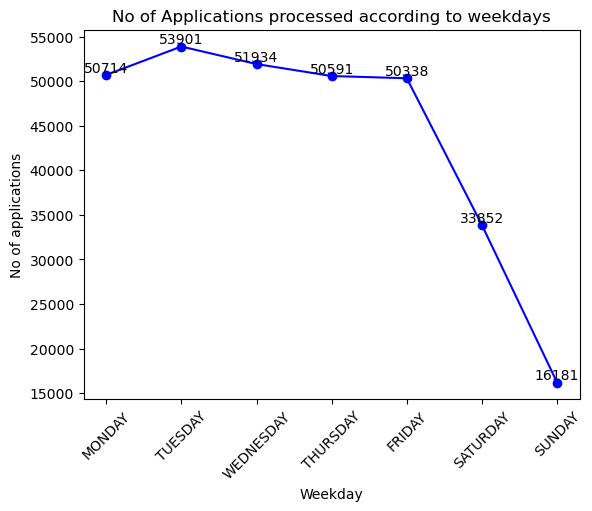 No of Applications processed according to weekdays
55000
50000
45000
40000
35000
30000
25000
20000
15000
No of applications
50714
53901
51934
50591
50338
33852
16181
MONDAY
TUESDAY
WEDNESDAY
THURSDAY
FRIDAY
SATURDAY
SUNDAY
Weekday